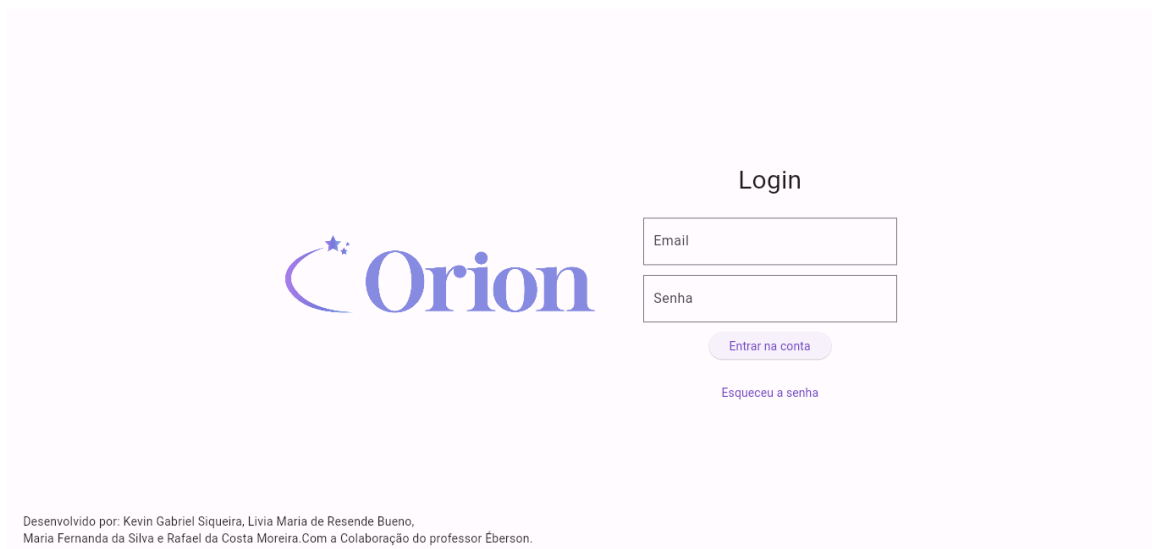 Login
Orion
Email
Senha
Entrar na conta
Esqueceu a senha
Desenvolvido por: Kevin Gabriel Siqueira, Livia Maria de Resende Bueno,
Maria Fernanda da Silva e Rafael da Costa Moreira.Com a Colaboração do professor Éberson.